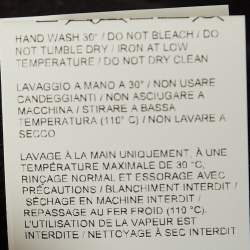 HAND WASH 30° / DO NOT BLEACH / DO
NOT TUMBLE DRY / IRON AT LOW
TEMPERATURE / DO NOT DRY CLEAN
LAVAGGIO A MANO A 30° / NON USARE
CANDEGGIANTI / NON ASCIUGARE A
MACCHINA / STIRARE A BASSA
TEMPERATURA (110° C) / NON LAVARE A
SECCO
LAVAGE À LA MAIN UNIQUEMENT, À UNE
TEMPÉRATURE MAXIMALE DE 30 °C,
RINÇAGE NORMAL ET ESSORAGE AVEC
PRÉCAUTIONS / BLANCHIMENT INTERDIT /
SÉCHAGE EN MACHINE INTERDIT /
REPASSAGE AU FER FROID (110 °C).
L'UTILISATION DE LA VAPEUR EST
INTERDITE / NETTOYAGE À SEC INTERDIT